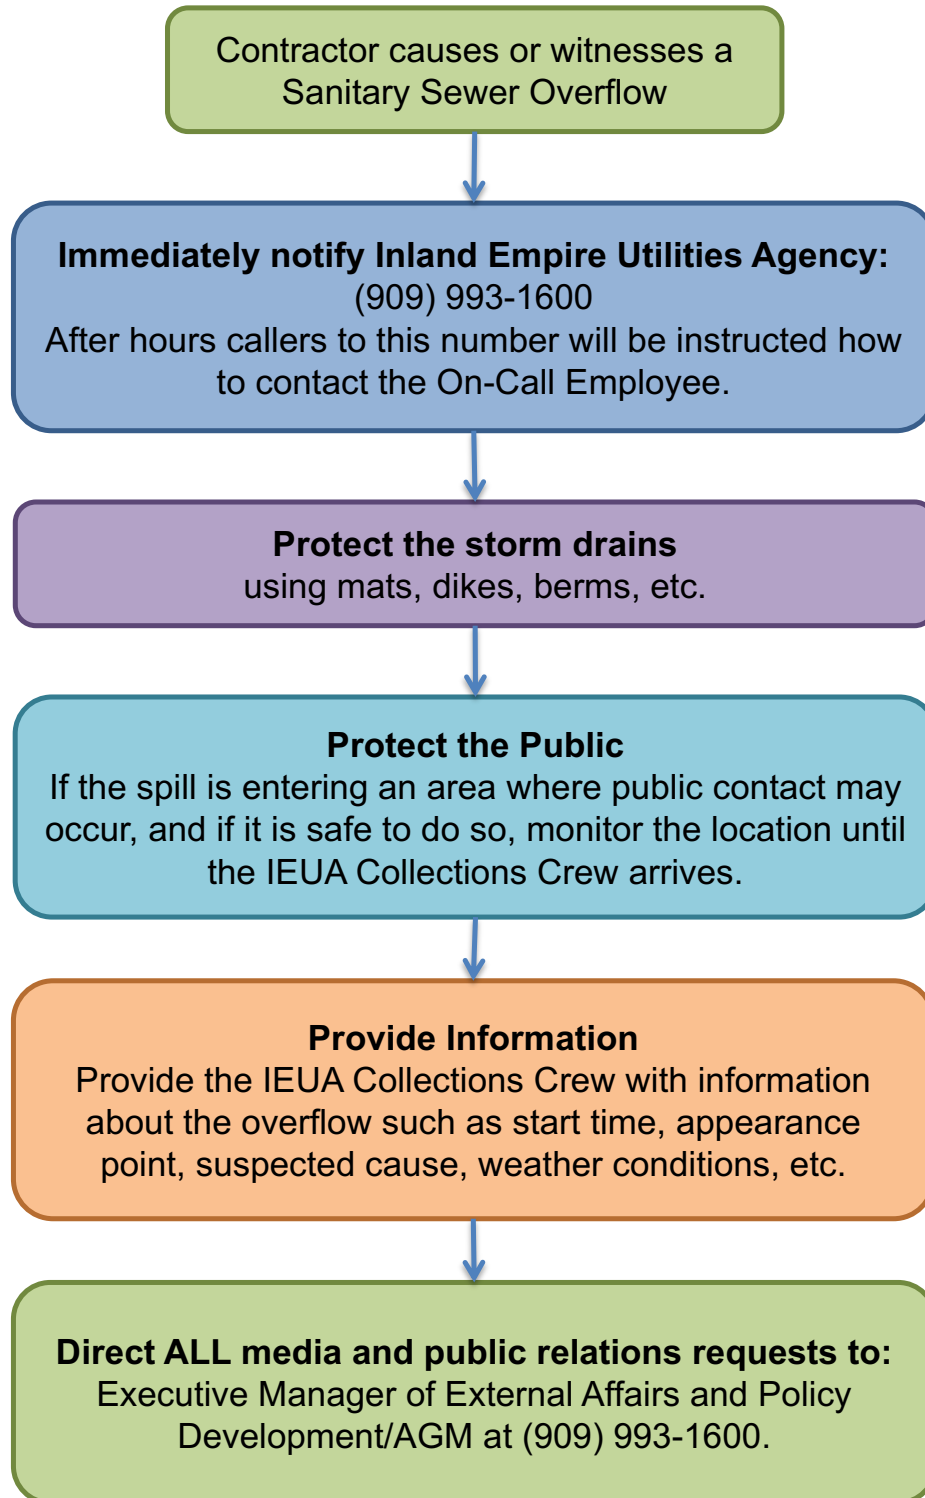 Contractor causes or witnesses a
Sanitary Sewer Overflow
Immediately notify Inland Empire Utilities Agency:
(909) 993-1600
After hours callers to this number will be instructed how
to contact the On-Call Employee.
Protect the storm drains
using mats, dikes, berms, etc.
Protect the Public
If the spill is entering an area where public contact may
occur, and if it is safe to do so, monitor the location until
the IEUA Collections Crew arrives.
Provide Information
Provide the IEUA Collections Crew with information
about the overflow such as start time, appearance
point, suspected cause, weather conditions, etc.
Direct ALL media and public relations requests to:
Executive Manager of External Affairs and Policy
Development/AGM at (909) 993-1600.